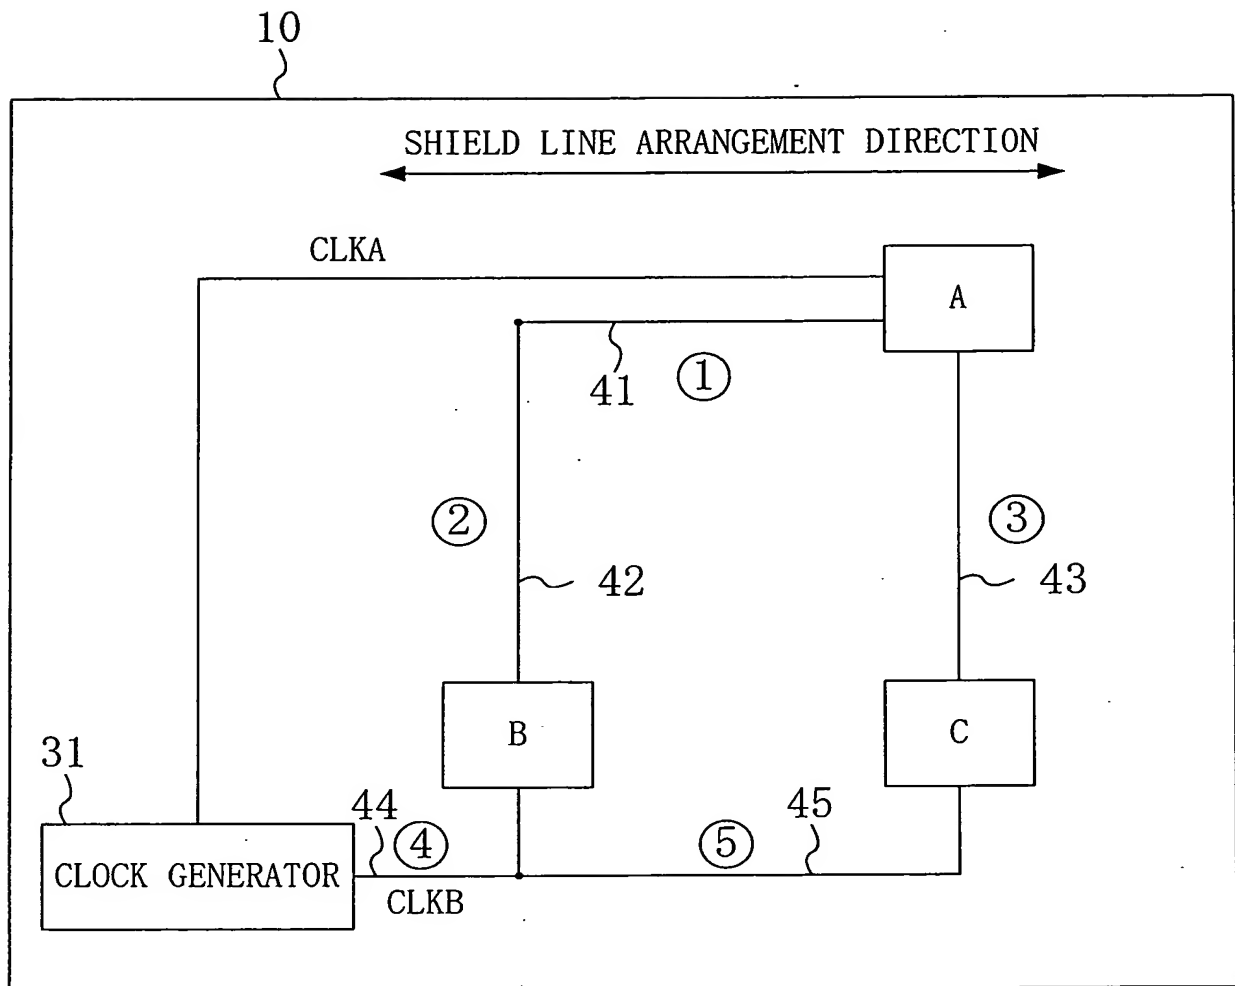 10
SHIELD LINE ARRANGEMENT DIRECTION
CLKA
A
41
①
②
③
42
43
B
C
31
44
④
⑤
45
CLOCK GENERATOR
CLKB